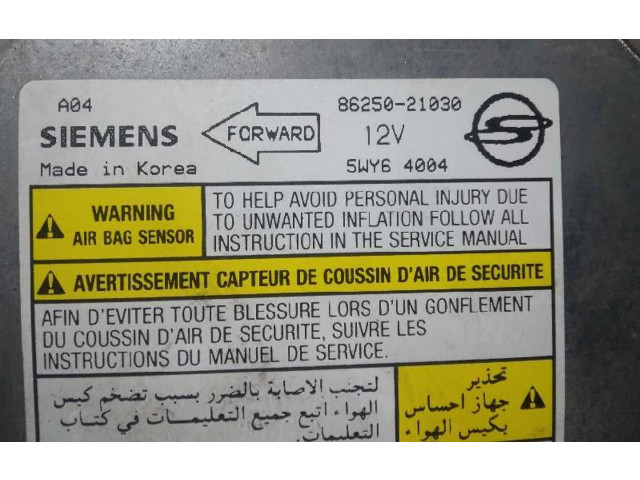 A04
SIEMENS
Made in Korea
FORWARD
86250-21030
12V
5WY6 4004
WARNING
AIR BAG SENSOR
TO HELP AVOID PERSONAL INJURY DUE
TO UNWANTED INFLATION FOLLOW ALL
INSTRUCTION IN THE SERVICE MANUAL
AVERTISSEMENT CAPTEUR DE COUSSIN D'AIR DE SECURITE
AFIN D'EVITER TOUTE BLESSURE LORS D'UN GONFLEMENT
DU COUSSIN D'AIR DE SECURITE, SUIVRE LES
INSTRUCTIONS DU MANUEL DE SERVICE.
تحذير
جهاز احساس
بكيس الهواء
لتجنب الاصابة بالضرر بسبب تضخم كيس
الهواء اتبع جميع التعليمات في كتاب
التعليمات.